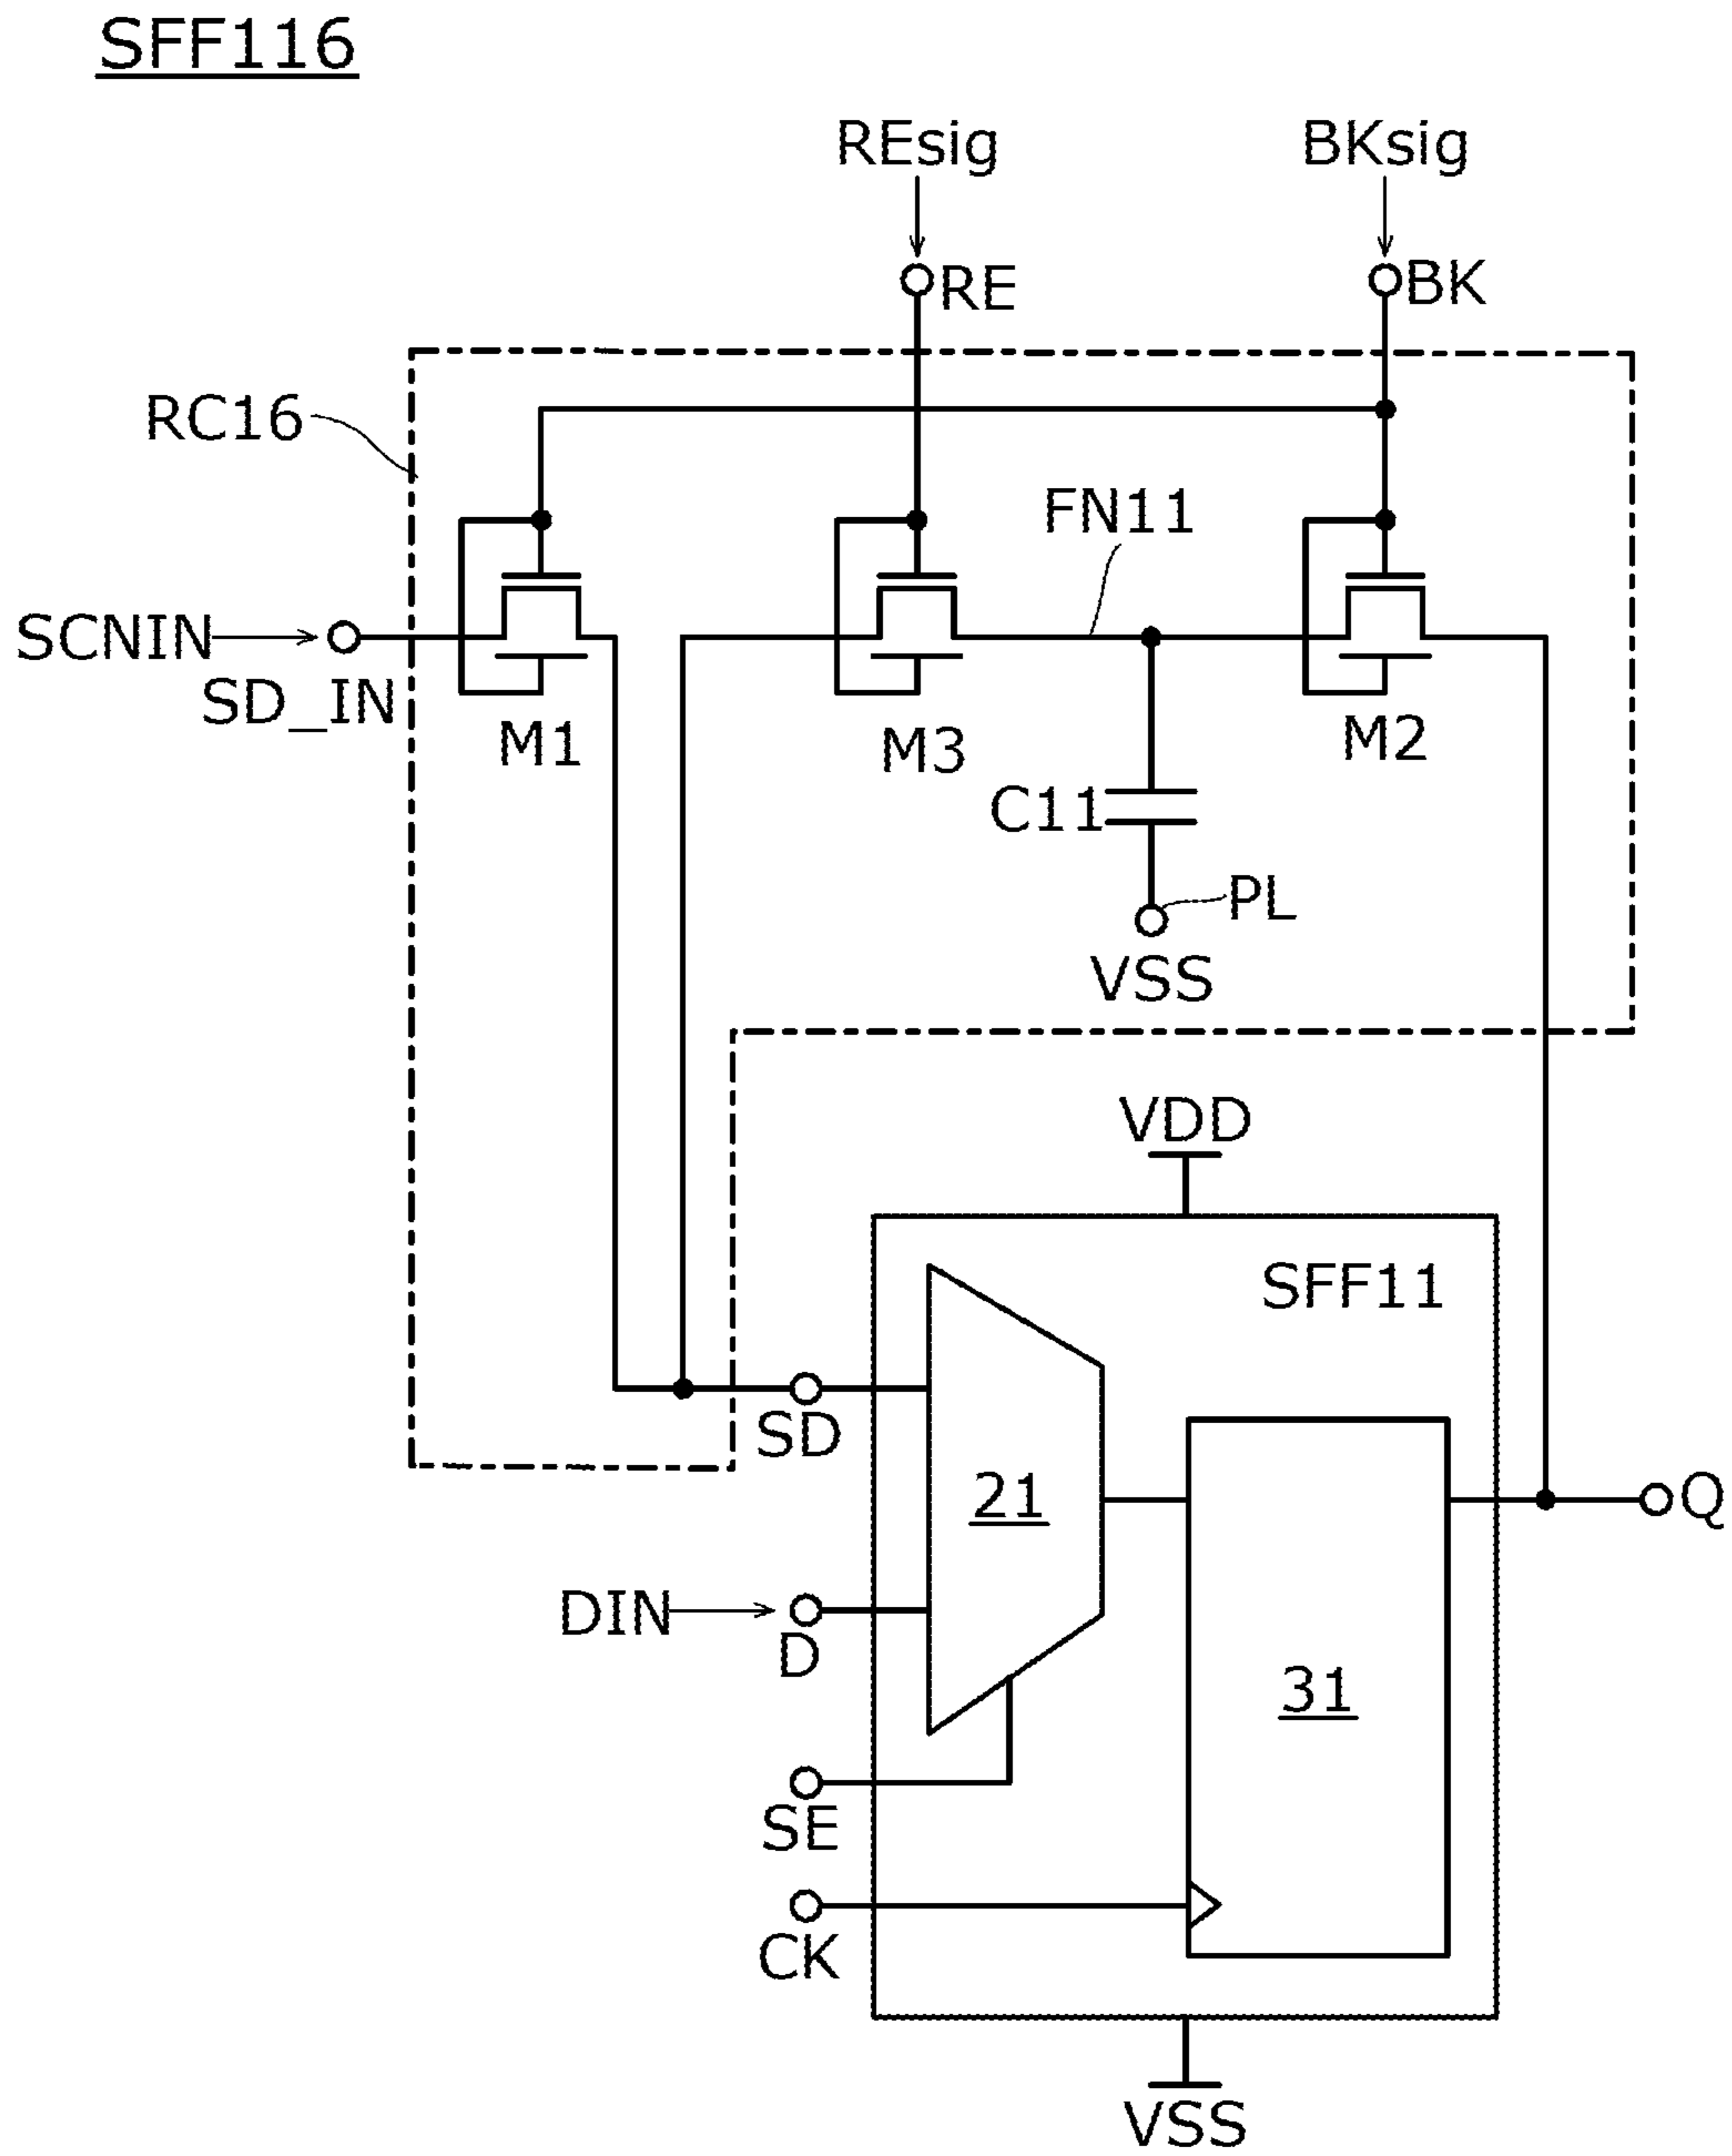 SFF116
REsig
BKsig
RE
BK
RC16
FN11
SCNIN
SD_IN
M1
M3
M2
C11
PL
VSS
VDD
SFF11
SD
21
Q
DIN
D
31
SE
CK
VSS